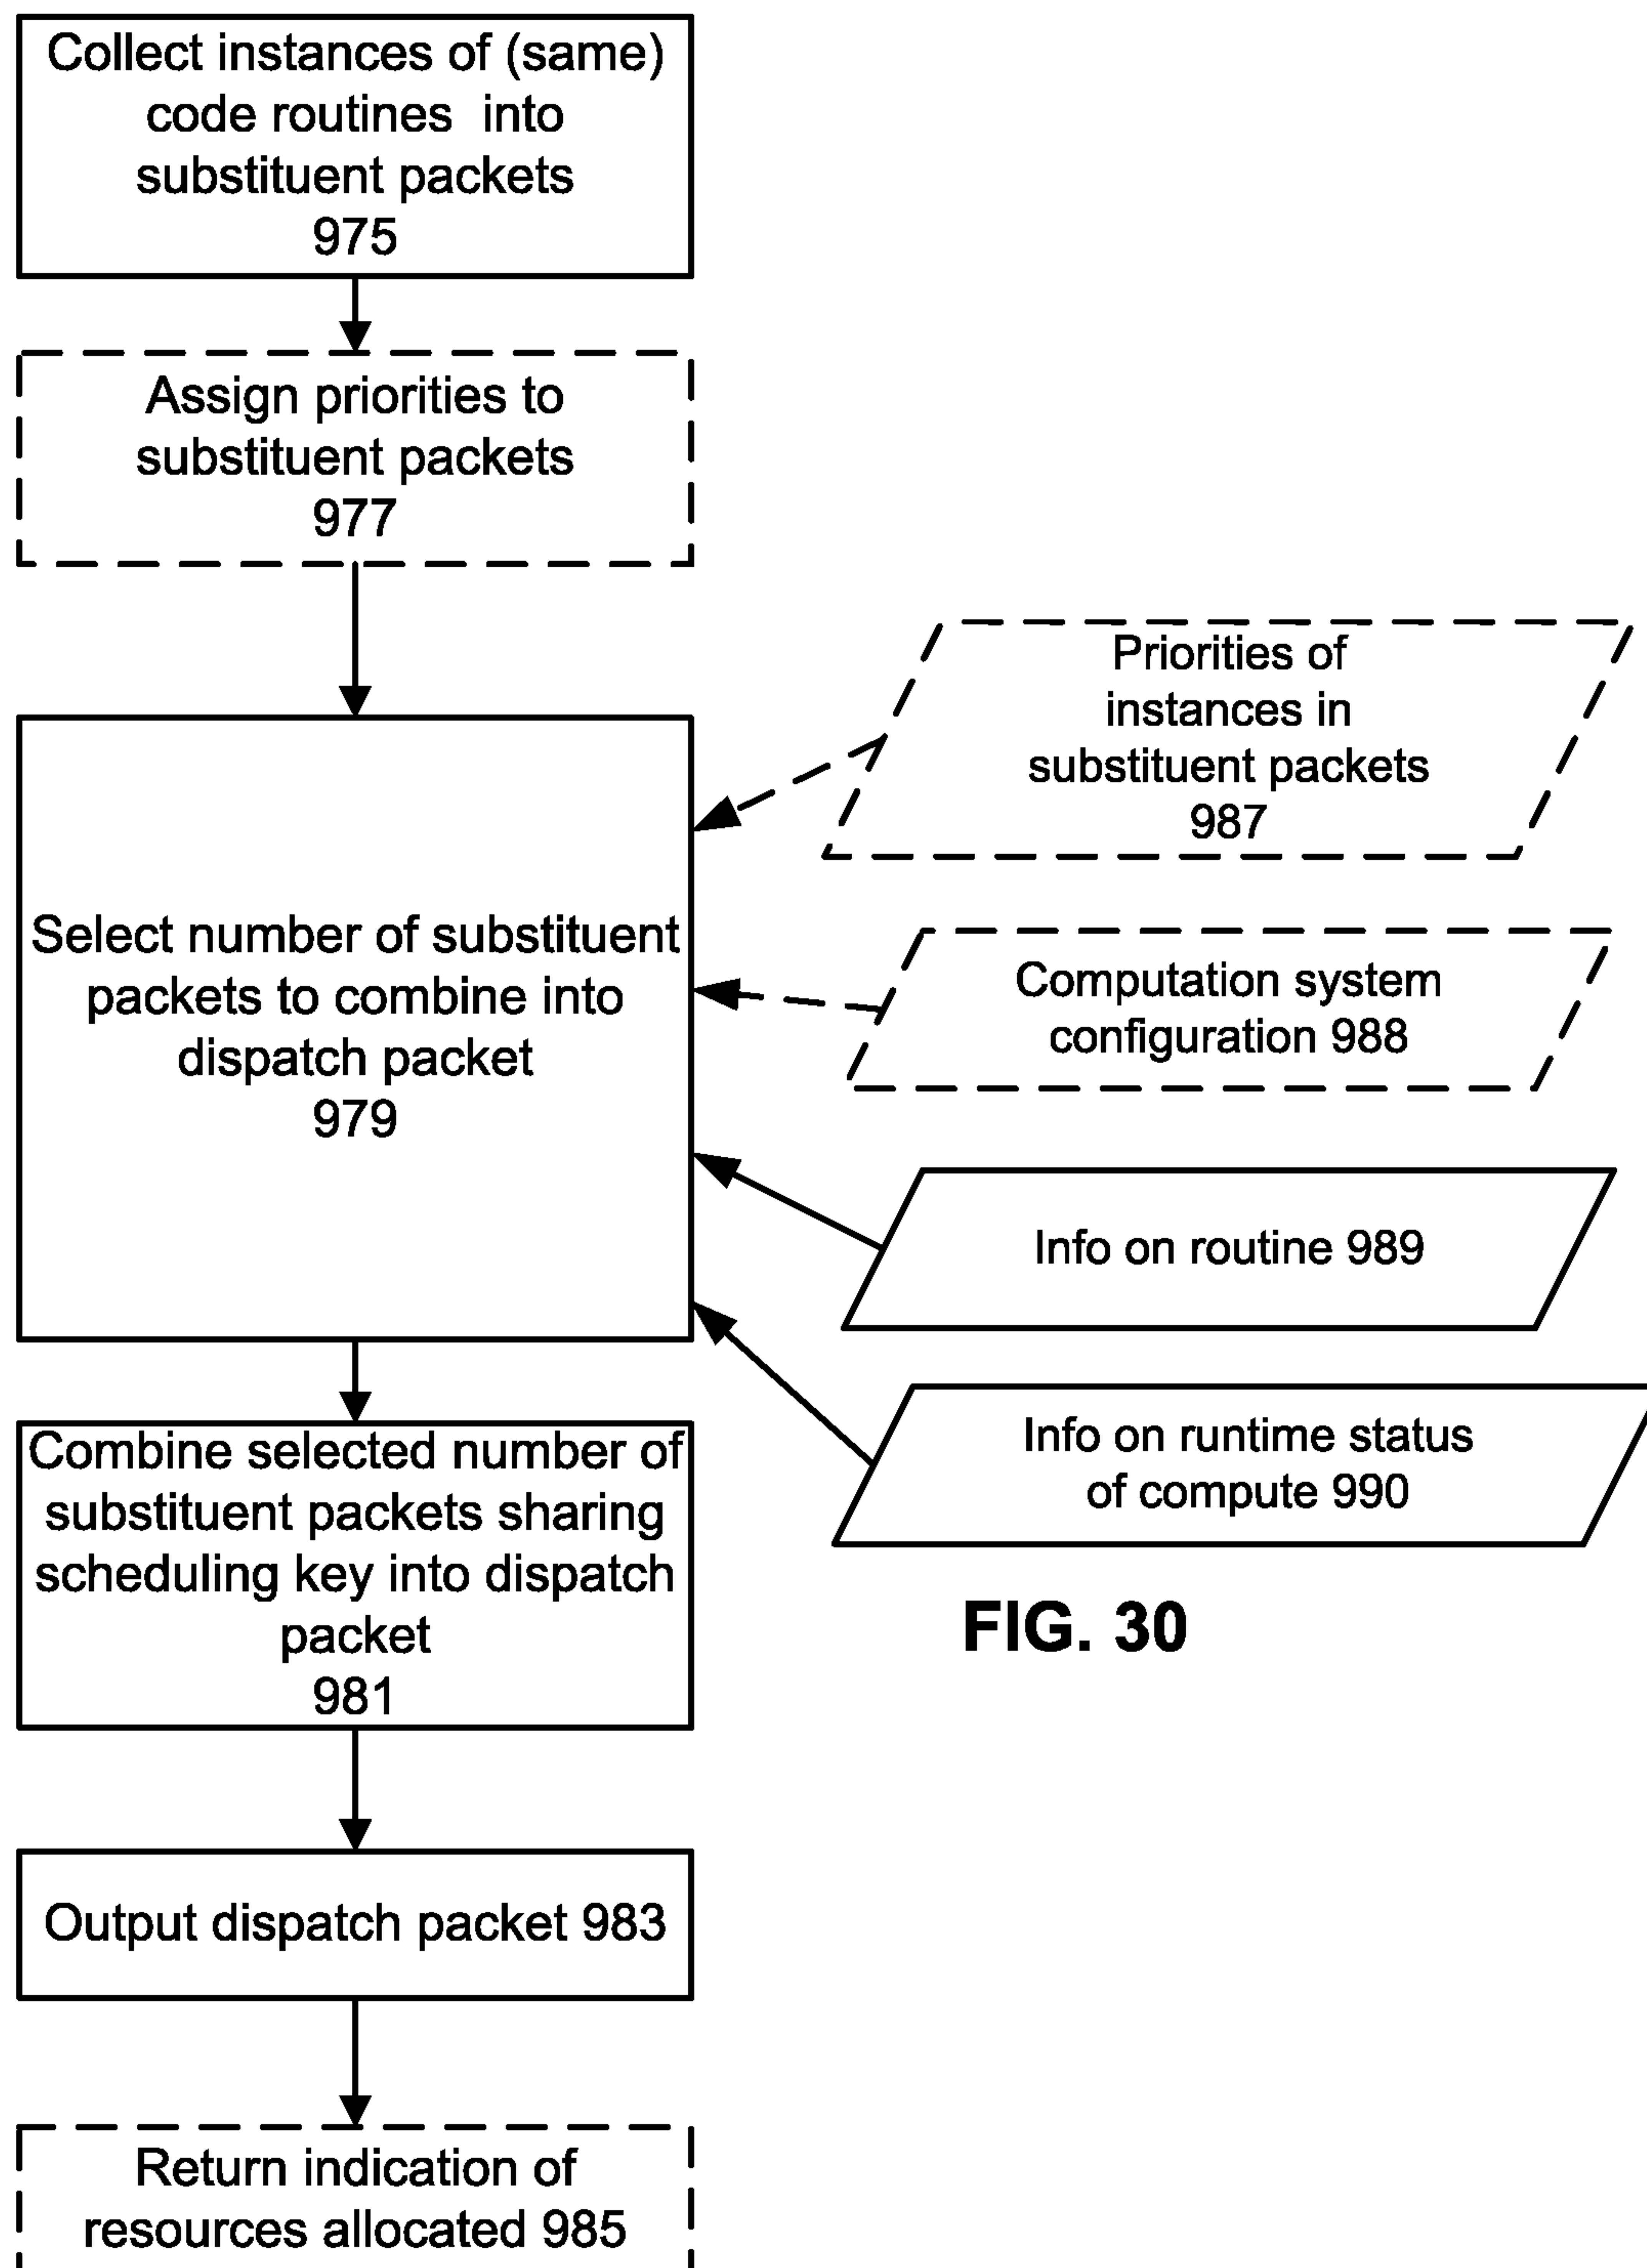 Collect instances of (same)
code routines into
substituent packets
975
Assign priorities to
substituent packets
977
Priorities of
instances in
substituent packets
987
Select number of substituent
packets to combine into
dispatch packet
979
Computation system
configuration 988
Info on routine 989
Info on runtime status
of compute 990
Combine selected number of
substituent packets sharing
scheduling key into dispatch
packet
981
FIG. 30
Output dispatch packet 983
Return indication of
resources allocated 985